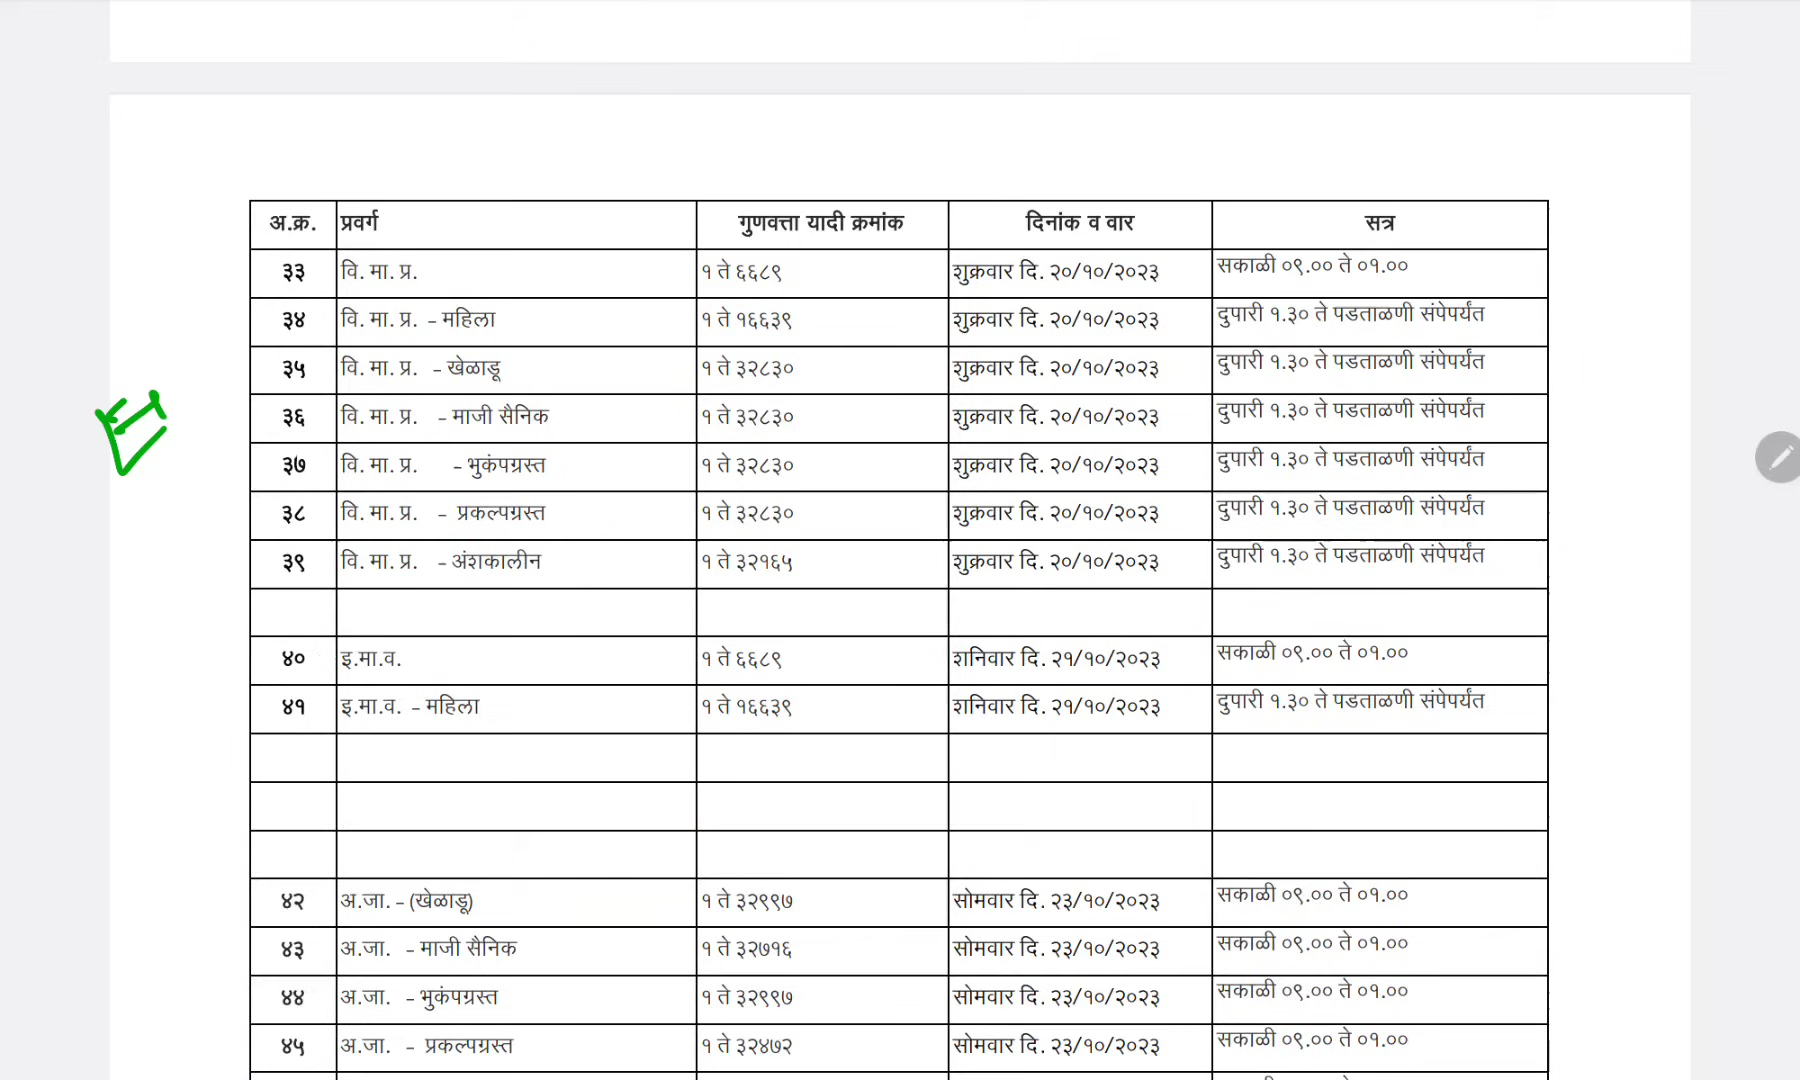 अ.क्र. प्रवर्ग गुणवत्ता यादी क्रमांक दिनांक व वार सत्र
३३ वि. मा. प्र. १ ते ६६८९ शुक्रवार दि. २०/१०/२०२३ सकाळी ०९.०० ते ०१.००
३४ वि. मा. प्र. - महिला १ ते १६६३९ शुक्रवार दि. २०/१०/२०२३ दुपारी १.३० ते पडताळणी संपेपर्यंत
३५ वि. मा. प्र. - खेळाडू १ ते ३२८३० शुक्रवार दि. २०/१०/२०२३ दुपारी १.३० ते पडताळणी संपेपर्यंत
३६ वि. मा. प्र. - माजी सैनिक १ ते ३२८३० शुक्रवार दि. २०/१०/२०२३ दुपारी १.३० ते पडताळणी संपेपर्यंत
३७ वि. मा. प्र. - भुकंपग्रस्त १ ते ३२८३० शुक्रवार दि. २०/१०/२०२३ दुपारी १.३० ते पडताळणी संपेपर्यंत
३८ वि. मा. प्र. - प्रकल्पग्रस्त १ ते ३२८३० शुक्रवार दि. २०/१०/२०२३ दुपारी १.३० ते पडताळणी संपेपर्यंत
३९ वि. मा. प्र. - अंशकालीन १ ते ३२१६५ शुक्रवार दि. २०/१०/२०२३ दुपारी १.३० ते पडताळणी संपेपर्यंत
४० इ.मा.व. १ ते ६६८९ शनिवार दि. २१/१०/२०२३ सकाळी ०९.०० ते ०१.००
४१ इ.मा.व. - महिला १ ते १६६३९ शनिवार दि. २१/१०/२०२३ दुपारी १.३० ते पडताळणी संपेपर्यंत
४२ अ.जा. - (खेळाडू) १ ते ३२९९७ सोमवार दि. २३/१०/२०२३ सकाळी ०९.०० ते ०१.००
४३ अ.जा. - माजी सैनिक १ ते ३२७१६ सोमवार दि. २३/१०/२०२३ सकाळी ०९.०० ते ०१.००
४४ अ.जा. - भुकंपग्रस्त १ ते ३२९९७ सोमवार दि. २३/१०/२०२३ सकाळी ०९.०० ते ०१.००
४५ अ.जा. - प्रकल्पग्रस्त १ ते ३२४७२ सोमवार दि. २३/१०/२०२३ सकाळी ०९.०० ते ०१.००